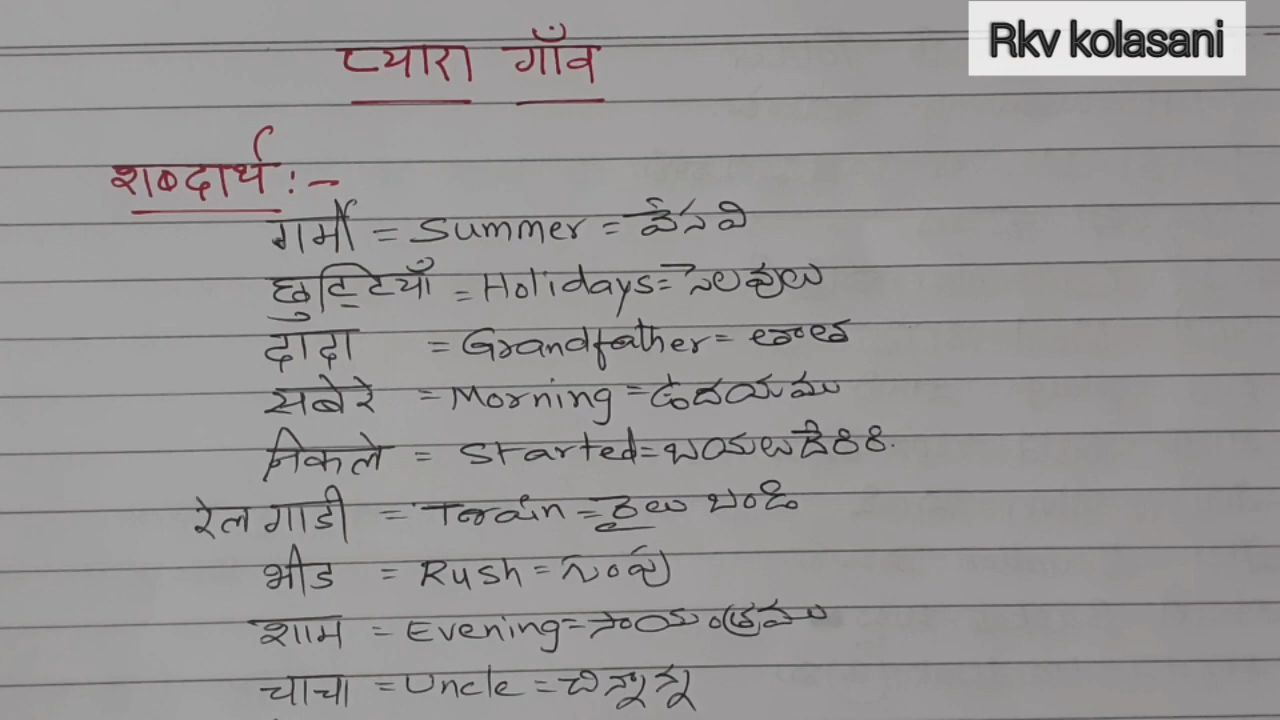 Rkv kolasani
प्यारा गाँव
शब्दार्थ :-
गर्मी = Summer = వేసవి
छुट्टियाँ = Holidays = సెలవులు
दादा = Grandfather = తాత
सबेरे = Morning = ఉదయము
निकले = Started = బయలుదేరిరి.
रेल गाडी = Train = రైలు బండి
भीड = Rush = గుంపు
शाम = Evening = సాయంత్రము
चाचा = Uncle = చిన్నాన్న